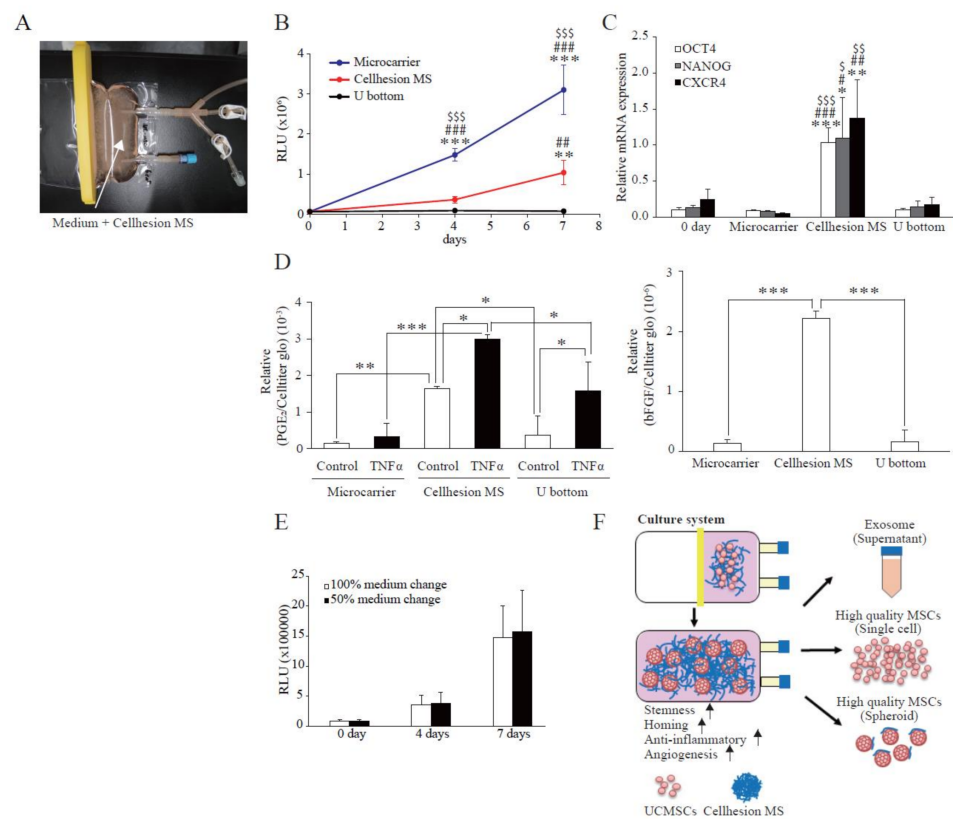 A
Medium + Cellhesion MS
B
RLU (x10⁶)
4
3
2
1
0
0 1 2 3 4 5 6 7 8
days
Microcarrier
Cellhesion MS
U bottom
$$$
###
***
$$$
###
***
##
**
C
Relative mRNA expression
2.0
1.5
1.0
0.5
0.0
OCT4
NANOG
CXCR4
$$$
###
***
$
#
*
$$
##
**
0 day Microcarrier Cellhesion MS U bottom
D
Relative
(PGE₂/Celltiter glo) (10⁻³)
4
3
2
1
0
**
***
*
*
*
*
Control TNFα Control TNFα Control TNFα
Microcarrier Cellhesion MS U bottom
Relative
(bFGF/Celltiter glo) (10⁻⁶)
3
2
1
0
*** ***
Microcarrier Cellhesion MS U bottom
E
RLU (x100000)
25
20
15
10
5
0
100% medium change
50% medium change
0 day 4 days 7 days
F
Culture system
Stemness
Homing
Anti-inflammatory
Angiogenesis
UCMSCs Cellhesion MS
Exosome
(Supernatant)
High quality MSCs
(Single cell)
High quality MSCs
(Spheroid)